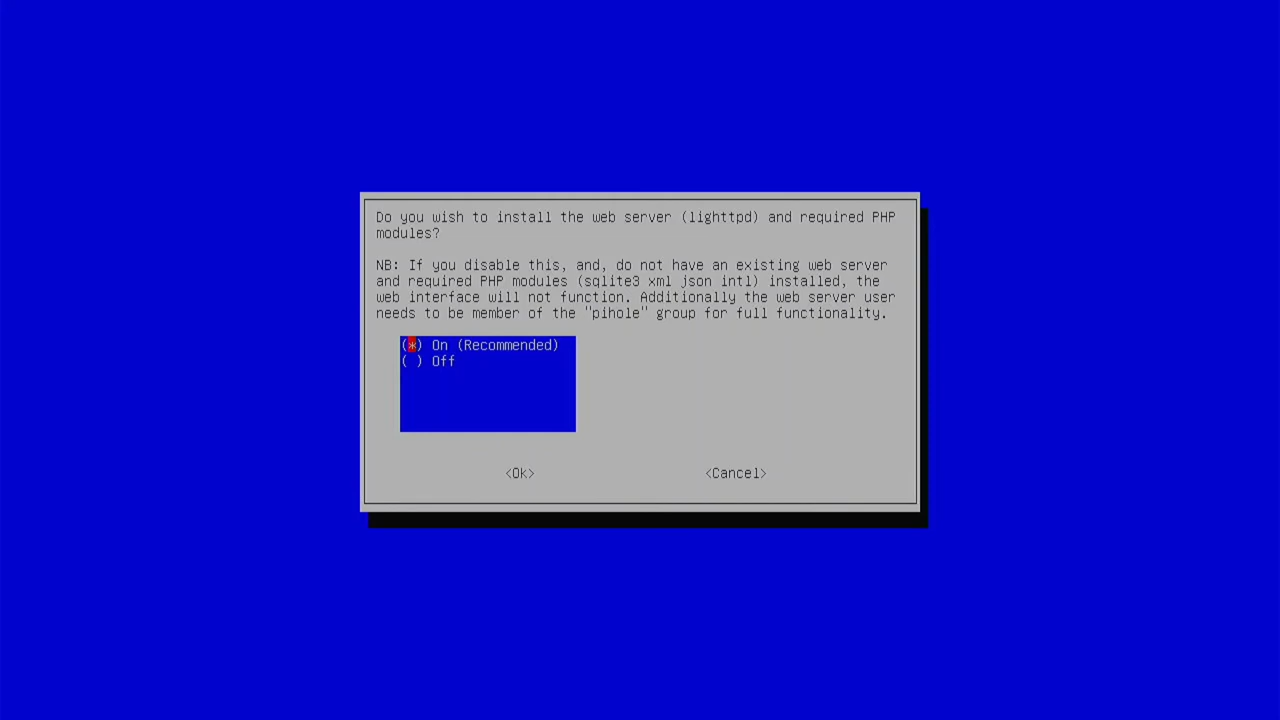 Do you wish to install the web server (lighttpd) and required PHP
modules?
NB: If you disable this, and, do not have an existing web server
and required PHP modules (sqlite3 xml json intl) installed, the
web interface will not function. Additionally the web server user
needs to be member of the "pihole" group for full functionality.
(*) On (Recommended)
( ) Off
<Ok> <Cancel>